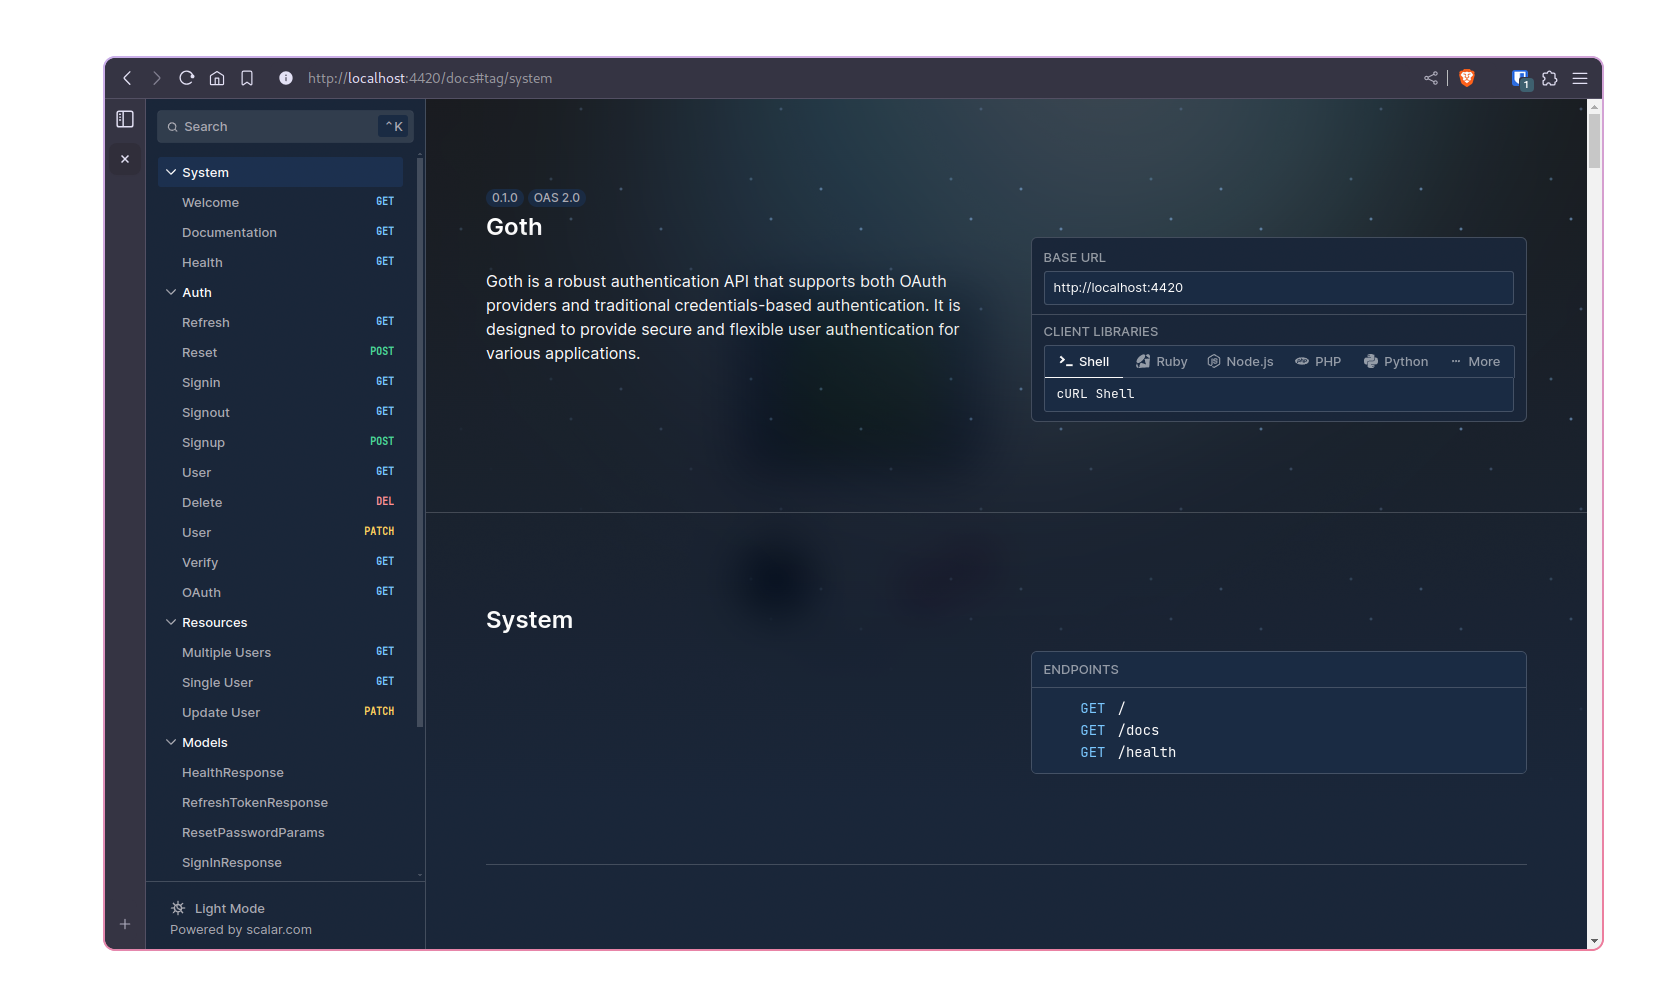 http://localhost:4420/docs#tag/system
1
Search
^K
System
Welcome GET
Documentation GET
Health GET
Auth
Refresh GET
Reset POST
Signin GET
Signout GET
Signup POST
User GET
Delete DEL
User PATCH
Verify GET
OAuth GET
Resources
Multiple Users GET
Single User GET
Update User PATCH
Models
HealthResponse
RefreshTokenResponse
ResetPasswordParams
SignInResponse
Light Mode
Powered by scalar.com
0.1.0 OAS 2.0
Goth
Goth is a robust authentication API that supports both OAuth
providers and traditional credentials-based authentication. It is
designed to provide secure and flexible user authentication for
various applications.
BASE URL
http://localhost:4420
CLIENT LIBRARIES
Shell Ruby Node.js PHP Python More
cURL Shell
System
ENDPOINTS
GET /
GET /docs
GET /health